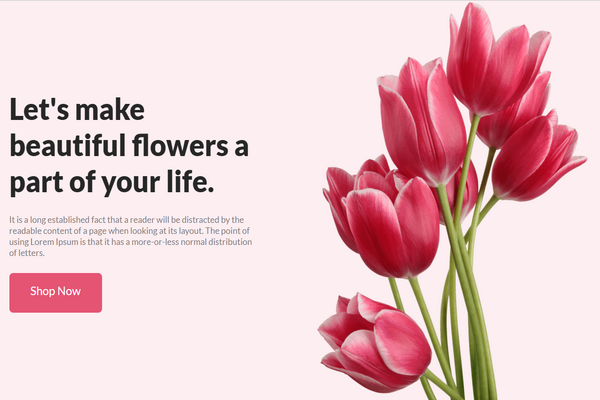 Let's make
beautiful flowers a
part of your life.
It is a long established fact that a reader will be distracted by the
readable content of a page when looking at its layout. The point of
using Lorem Ipsum is that it has a more-or-less normal distribution
of letters.
Shop Now